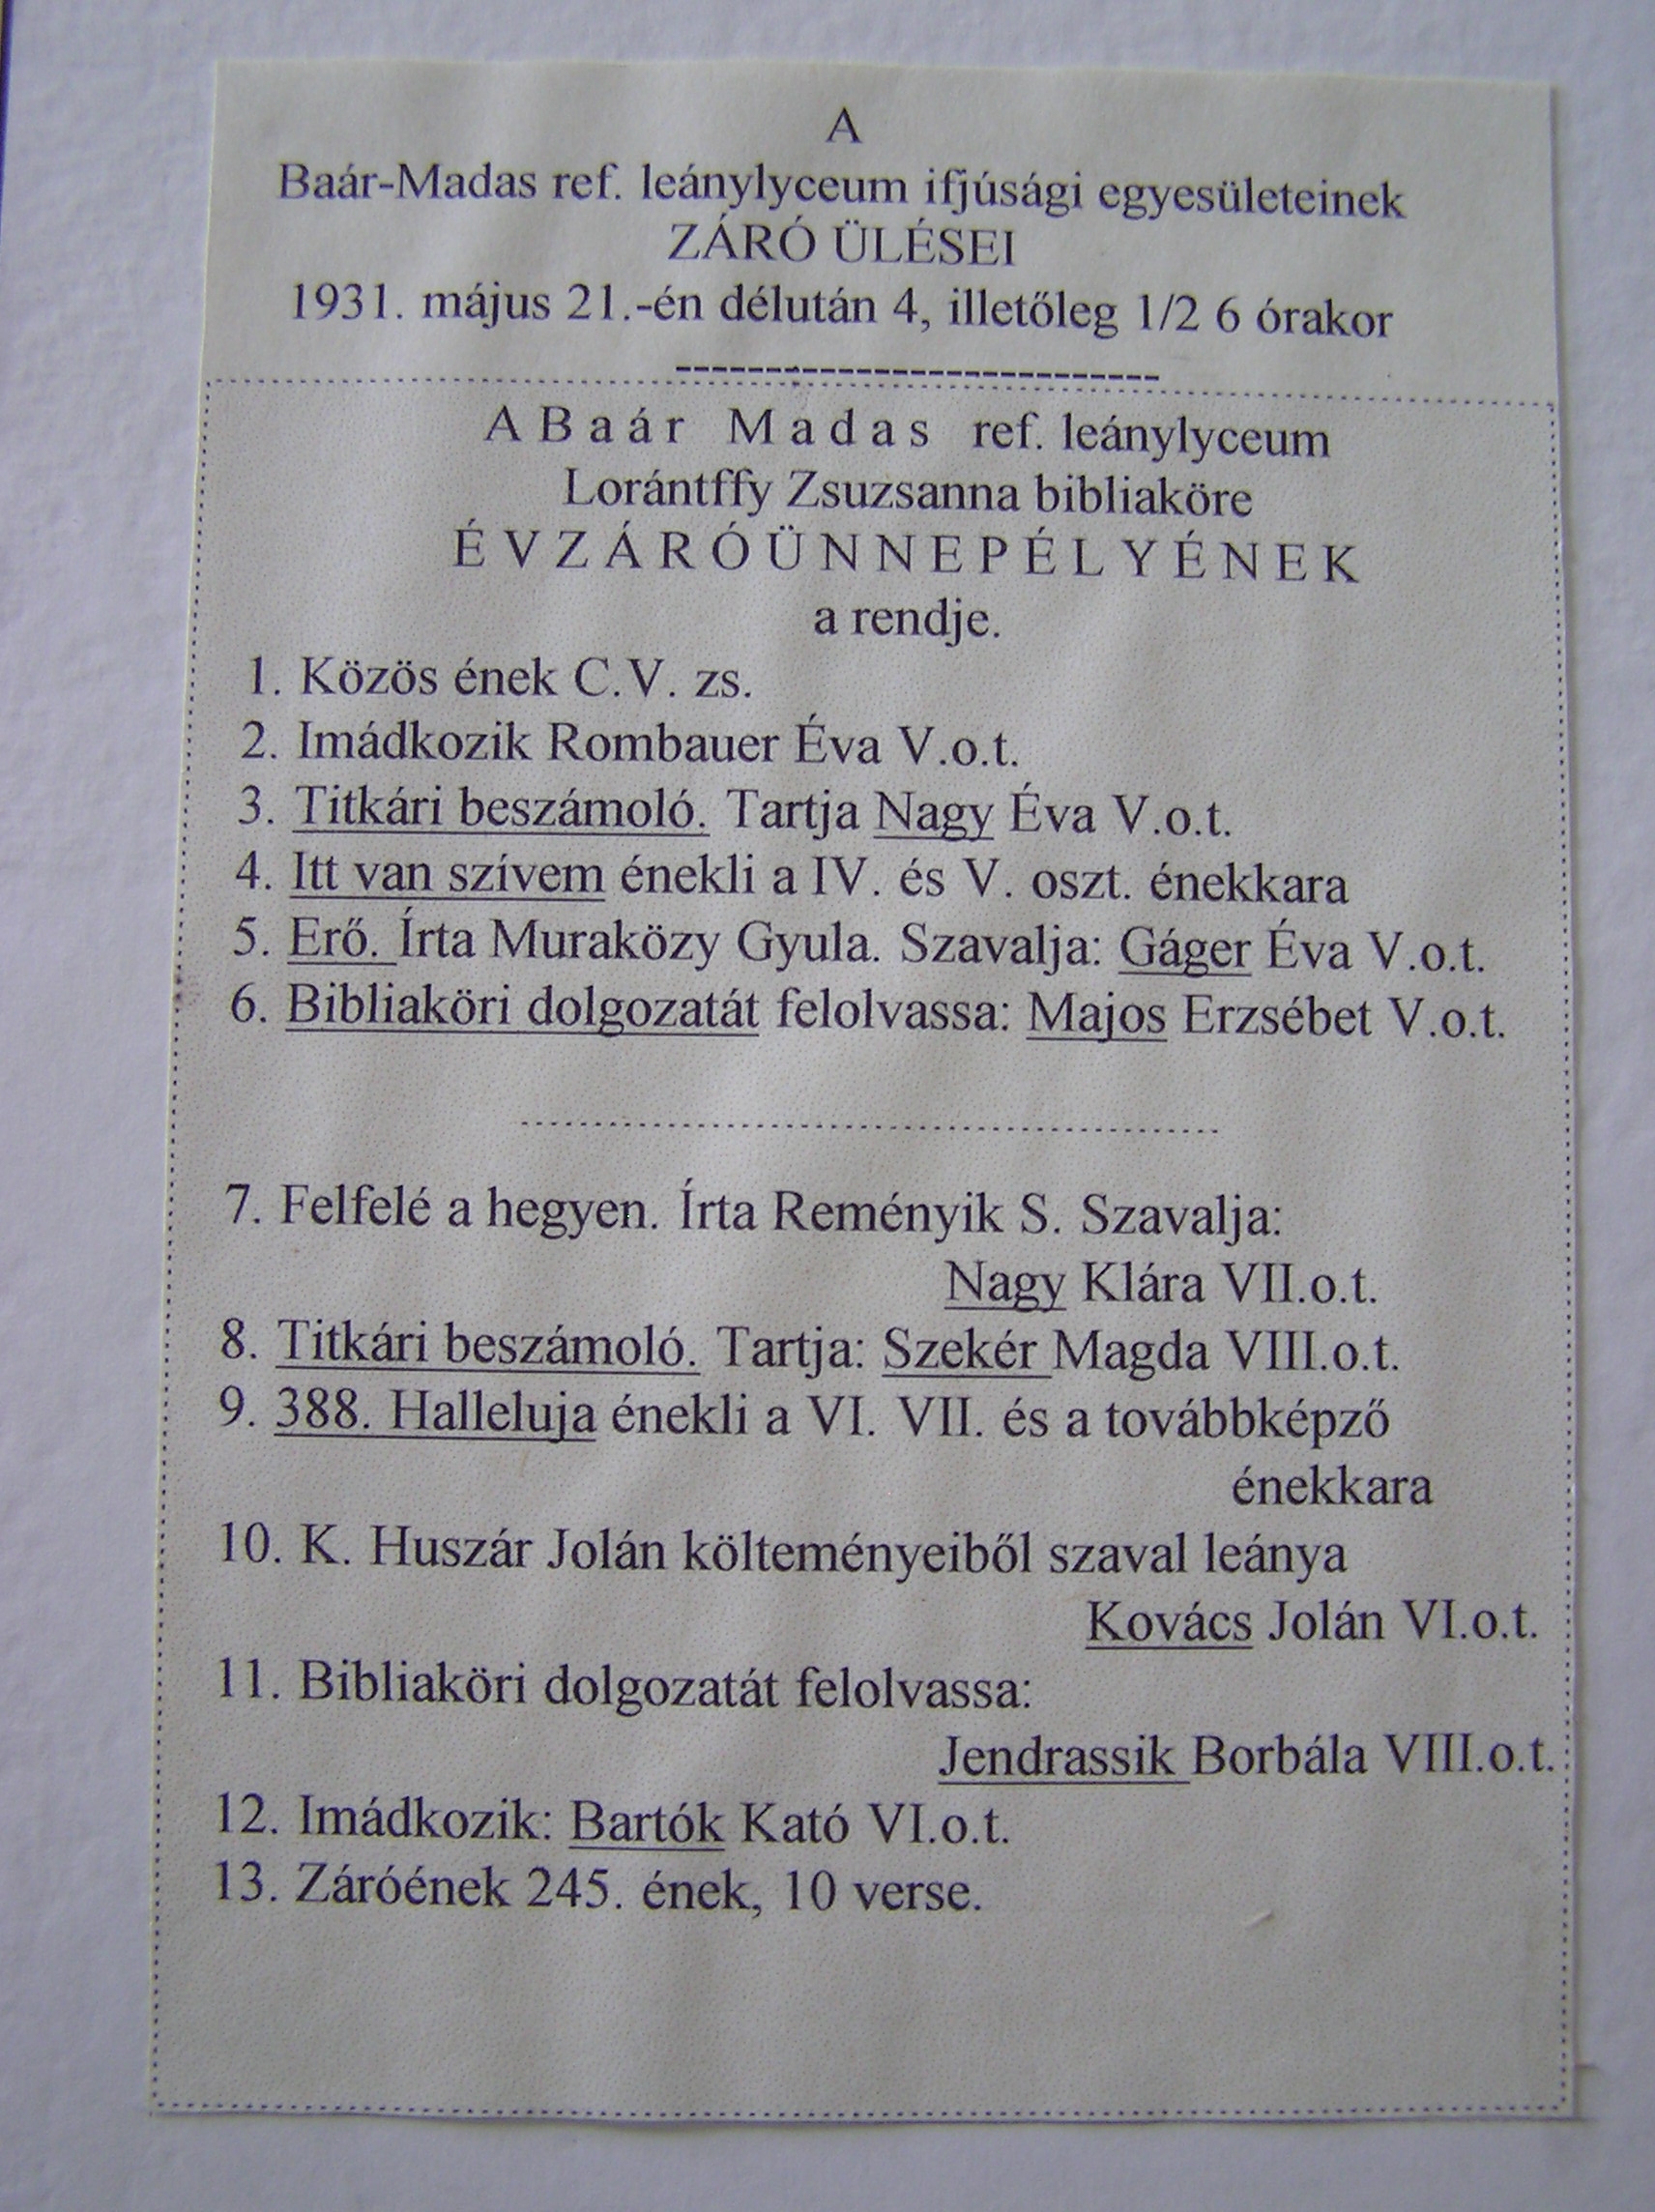 A
Baár-Madas ref. leánylyceum ifjúsági egyesületeinek
ZÁRÓ ÜLÉSEI
1931. május 21.-én délután 4, illetőleg 1/2 6 órakor
A B a á r   M a d a s   ref. leánylyceum
Lorántffy Zsuzsanna bibliaköre
É V Z Á R Ó Ü N N E P É L Y É N E K
a rendje.
1. Közös ének C.V. zs.
2. Imádkozik Rombauer Éva V.o.t.
3. Titkári beszámoló. Tartja Nagy Éva V.o.t.
4. Itt van szívem énekli a IV. és V. oszt. énekkara
5. Erő. Írta Muraközy Gyula. Szavalja: Gáger Éva V.o.t.
6. Bibliaköri dolgozatát felolvassa: Majos Erzsébet V.o.t.
7. Felfelé a hegyen. Írta Reményik S. Szavalja:
Nagy Klára VII.o.t.
8. Titkári beszámoló. Tartja: Szekér Magda VIII.o.t.
9. 388. Halleluja énekli a VI. VII. és a továbbképző
énekkara
10. K. Huszár Jolán költeményeiből szaval leánya
Kovács Jolán VI.o.t.
11. Bibliaköri dolgozatát felolvassa:
Jendrassik Borbála VIII.o.t.
12. Imádkozik: Bartók Kató VI.o.t.
13. Záróének 245. ének, 10 verse.